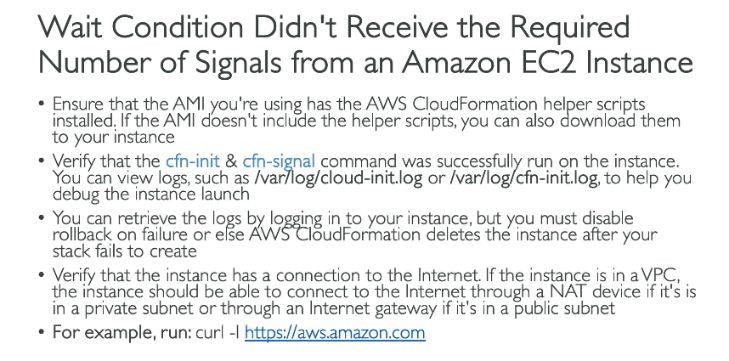 Wait Condition Didn't Receive the Required
Number of Signals from an Amazon EC2 Instance
• Ensure that the AMI you're using has the AWS CloudFormation helper scripts
installed. If the AMI doesn't include the helper scripts, you can also download them
to your instance
• Verify that the cfn-init & cfn-signal command was successfully run on the instance.
You can view logs, such as /var/log/cloud-init.log or /var/log/cfn-init.log, to help you
debug the instance launch
• You can retrieve the logs by logging in to your instance, but you must disable
rollback on failure or else AWS CloudFormation deletes the instance after your
stack fails to create
• Verify that the instance has a connection to the Internet. If the instance is in a VPC,
the instance should be able to connect to the Internet through a NAT device if it's is
in a private subnet or through an Internet gateway if it's in a public subnet
• For example, run: curl -I https://aws.amazon.com